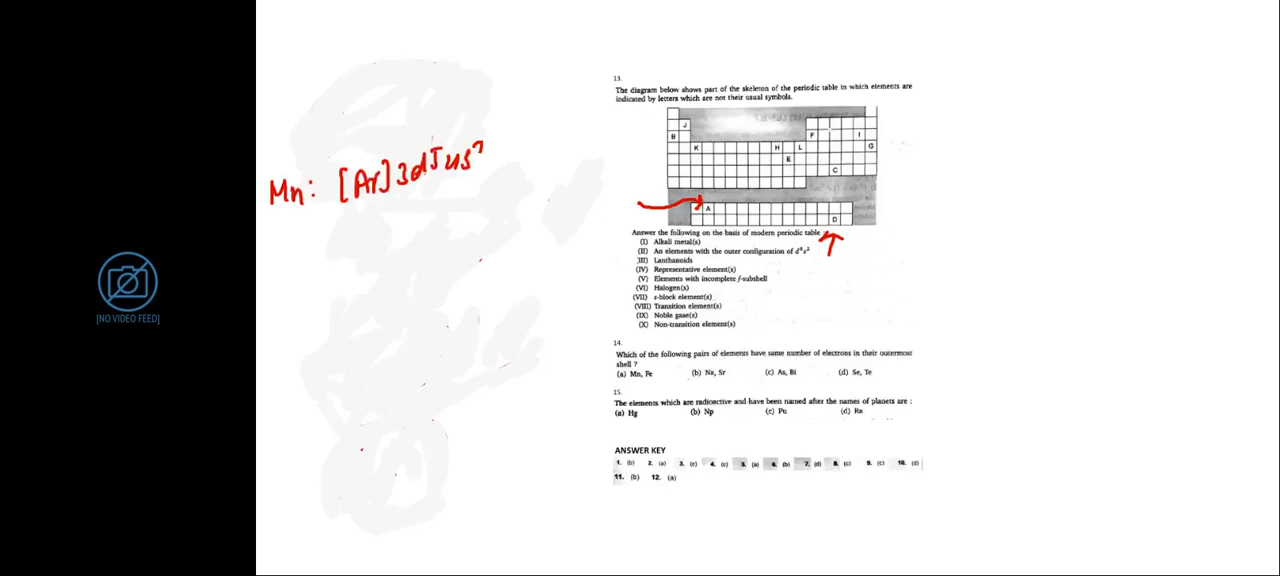 [NO VIDEO FEED]
Mn: [Ar]3d⁵4s²
13.
The diagram below shows part of the skeleton of the periodic table in which elements are
indicated by letters which are not their usual symbols.
J
B F I
K H L G
E
C
A
D
Answer the following on the basis of modern periodic table
(I) Alkali metal(s)
(II) An elements with the outer configuration of d⁸s²
(III) Lanthanoids
(IV) Representative element(s)
(V) Elements with incomplete f-subshell
(VI) Halogen(s)
(VII) s-block element(s)
(VIII) Transition element(s)
(IX) Noble gase(s)
(X) Non-transition element(s)
14.
Which of the following pairs of elements have same number of electrons in their outermost
shell ?
(a) Mn, Fe (b) Na, Sr (c) As, Bi (d) Se, Te
15.
The elements which are radioactive and have been named after the names of planets are :
(a) Hg (b) Np (c) Pu (d) Ra
ANSWER KEY
1. (b) 2. (a) 3. (c) 4. (c) 5. (a) 6. (b) 7. (d) 8. (c) 9. (c) 10. (d)
11. (b) 12. (a)